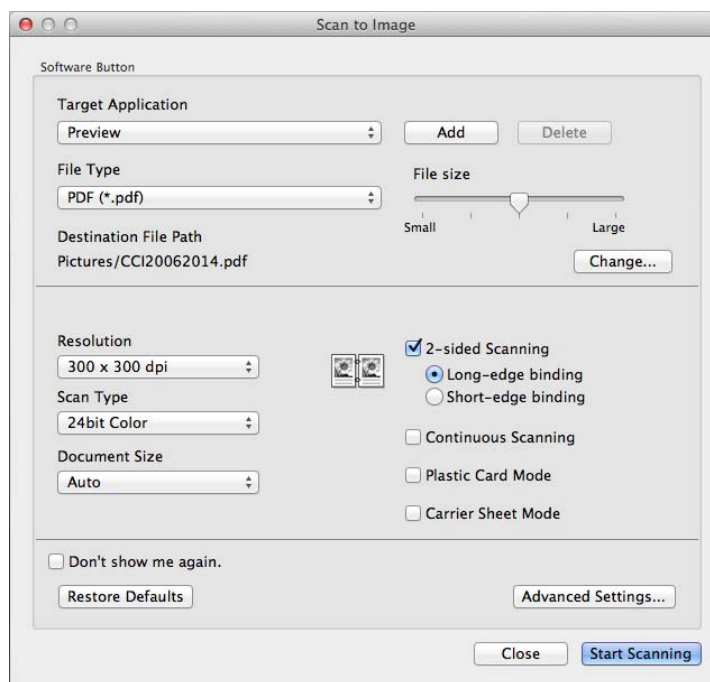 Scan to Image
Software Button
Target Application
Preview
Add
Delete
File Type
File size
PDF (*.pdf)
Small
Large
Destination File Path
Pictures/CCI20062014.pdf
Change...
Resolution
300 x 300 dpi
Scan Type
24bit Color
Document Size
Auto
2-sided Scanning
Long-edge binding
Short-edge binding
Continuous Scanning
Plastic Card Mode
Carrier Sheet Mode
Don't show me again.
Restore Defaults
Advanced Settings...
Close
Start Scanning